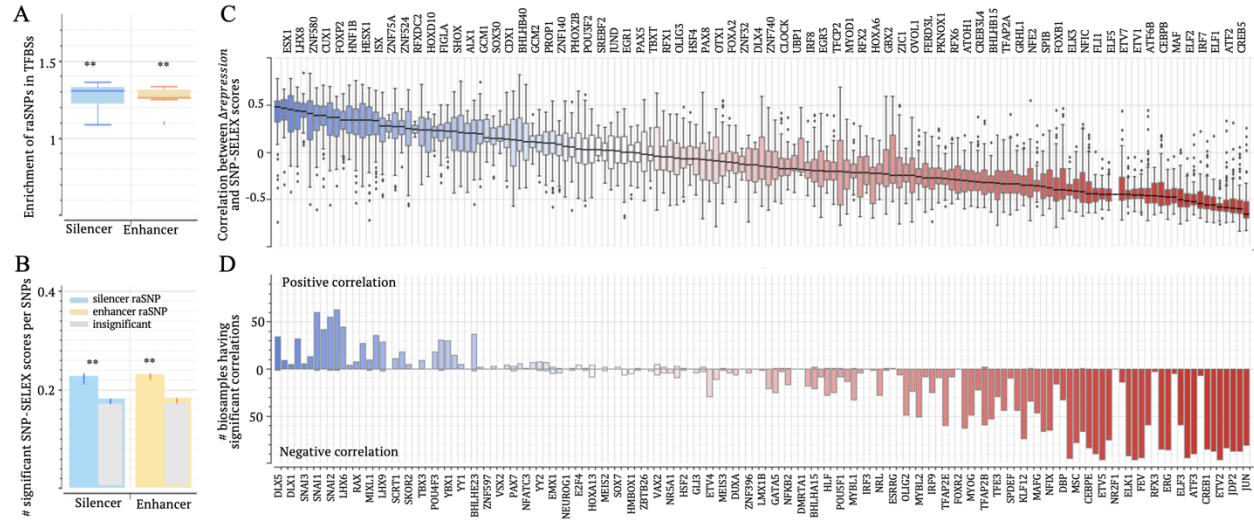 A
Enrichment of raSNPs in TFBSs
1.5
1
**
**
Silencer
Enhancer
B
# significant SNP-SELEX scores per SNPs
0.4
0.2
silencer raSNP
enhancer raSNP
insignificant
**
**
Silencer
Enhancer
C
ESX1
LHX8
ZNF580
CUX1
FOXP2
HNF1B
HESX1
ISX
ZNF75A
ZNF524
RFXDC2
HOXD10
FIGLA
SHOX
ALX1
GCM1
SOX30
CDX1
BHLHB40
GCM2
PROP1
ZNF140
PHOX2B
POU3F2
SREBF2
JUND
EGR1
PAX5
TBXT
RFX1
OLIG3
HSF4
PAX8
OTX1
FOXA2
ZNF32
DLX4
ZNF740
CLOCK
UBP1
IRF8
EGR3
TFCP2
MYOD1
RFX2
HOXA6
GBX2
ZIC1
OVOL1
FERD3L
PKNOX1
RFX6
ATOH1
CREB3L4
BHLHB15
TFAP2A
GRHL1
NFE2
SPIB
FOXB1
ELK3
NFIC
FLI1
ELF5
ETV7
ETV1
ATF6B
CEBPB
MAF
ELF2
IRF7
ELF1
ATF2
CREB5
Correlation between Δrepression
and SNP-SELEX scores
0.5
0
-0.5
D
Positive correlation
# biosamples having
significant correlations
50
0
50
Negative correlation
DLX5
DLX1
SNAI3
SNAI1
SNAI2
LHX6
RAX
MIXL1
LHX9
SCRT1
SKOR2
TBX3
POU4F3
YBX1
YY1
BHLHE23
ZNF597
VSX2
PAX7
NFATC3
YY2
EMX1
NEUROG1
E2F4
HOXA13
MEIS2
SOX7
HMBOX1
ZBTB26
VAX2
NR5A1
HSF2
GLI3
ETV4
MEIS3
DUXA
ZNF396
LMX1B
GATA5
NFKB2
DMRTA1
BHLHA15
HLF
POU5F1
MYBL1
IRF3
NRL
ESRRG
OLIG2
MYBL2
IRF9
TFAP2E
FOXR2
MYOG
TFAP2B
TFE3
SPDEF
KLF12
MAFG
NFIX
DBP
MSC
CEBPE
ETV5
NR2F1
ELK1
FEV
RFX3
ERG
ELF3
ATF3
CREB1
ETV2
JDP2
JUN